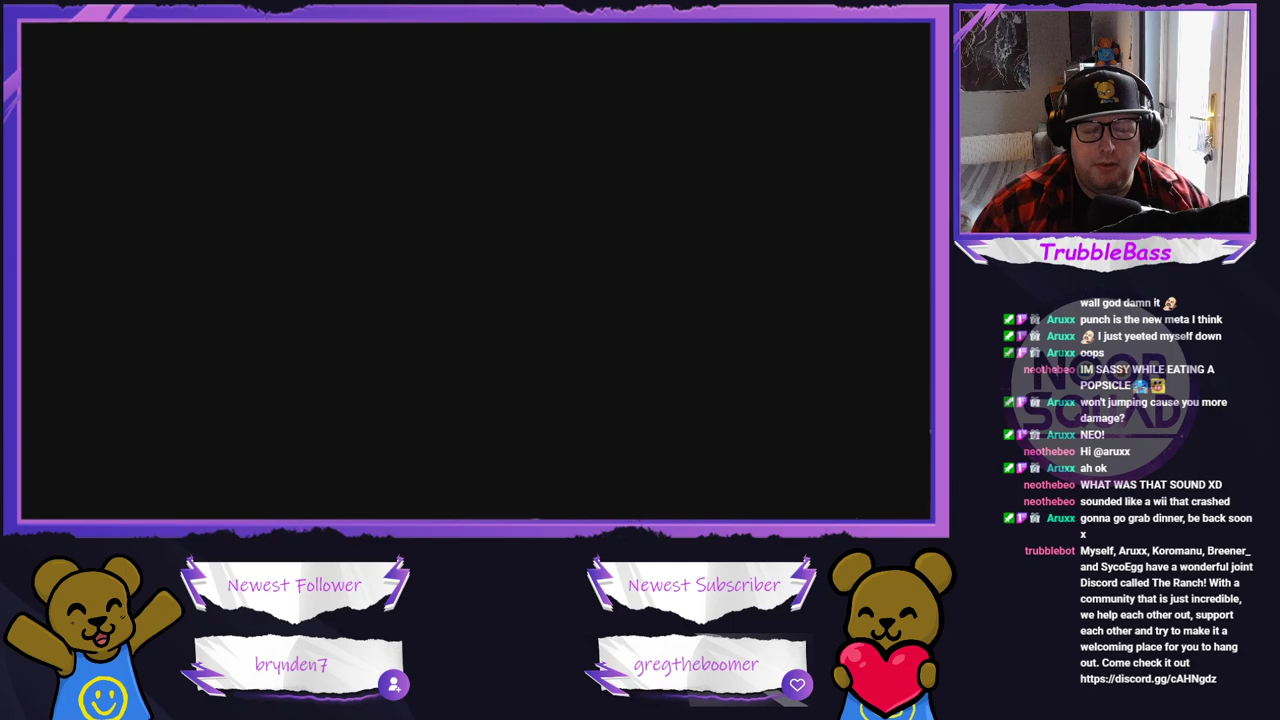 TrubbleBass
wall god damn it
Aruxx punch is the new meta I think
Aruxx I just yeeted myself down
Aruxx oops
neothebeo IM SASSY WHILE EATING A
POPSICLE
Aruxx won't jumping cause you more
damage?
Aruxx NEO!
neothebeo Hi @aruxx
Aruxx ah ok
neothebeo WHAT WAS THAT SOUND XD
neothebeo sounded like a wii that crashed
Aruxx gonna go grab dinner, be back soon
x
trubblebot Myself, Aruxx, Koromanu, Breener_
and SycoEgg have a wonderful joint
Discord called The Ranch! With a
community that is just incredible,
we help each other out, support
each other and try to make it a
welcoming place for you to hang
out. Come check it out
https://discord.gg/cAHNgdz
NOOB
SQUAD
Newest Follower
brynden7
Newest Subscriber
gregtheboomer